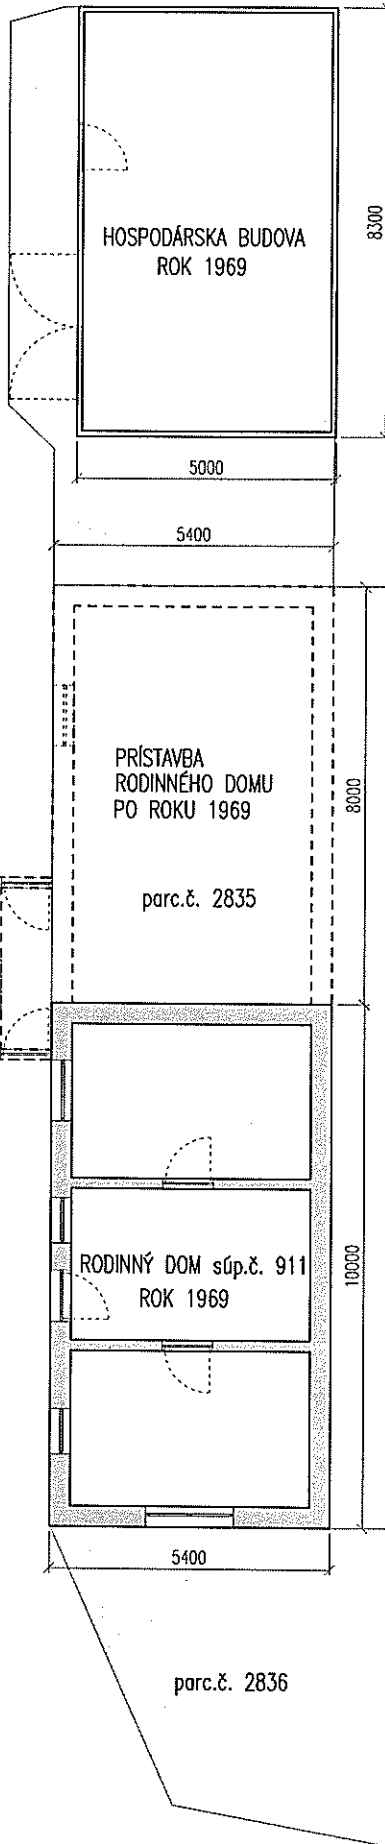 HOSPODÁRSKA BUDOVA
ROK 1969
8300
5000
5400
PRÍSTAVBA
RODINNÉHO DOMU
PO ROKU 1969
8000
parc.č. 2835
RODINNÝ DOM súp.č. 911
ROK 1969
10000
5400
parc.č. 2836